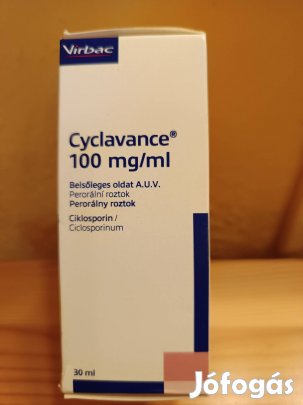 Virbac
Cyclavance®
100 mg/ml
Belsőleges oldat A.U.V.
Perorální roztok
Perorálny roztok
Ciklosporin /
Ciclosporinum
30 ml
Jófogás